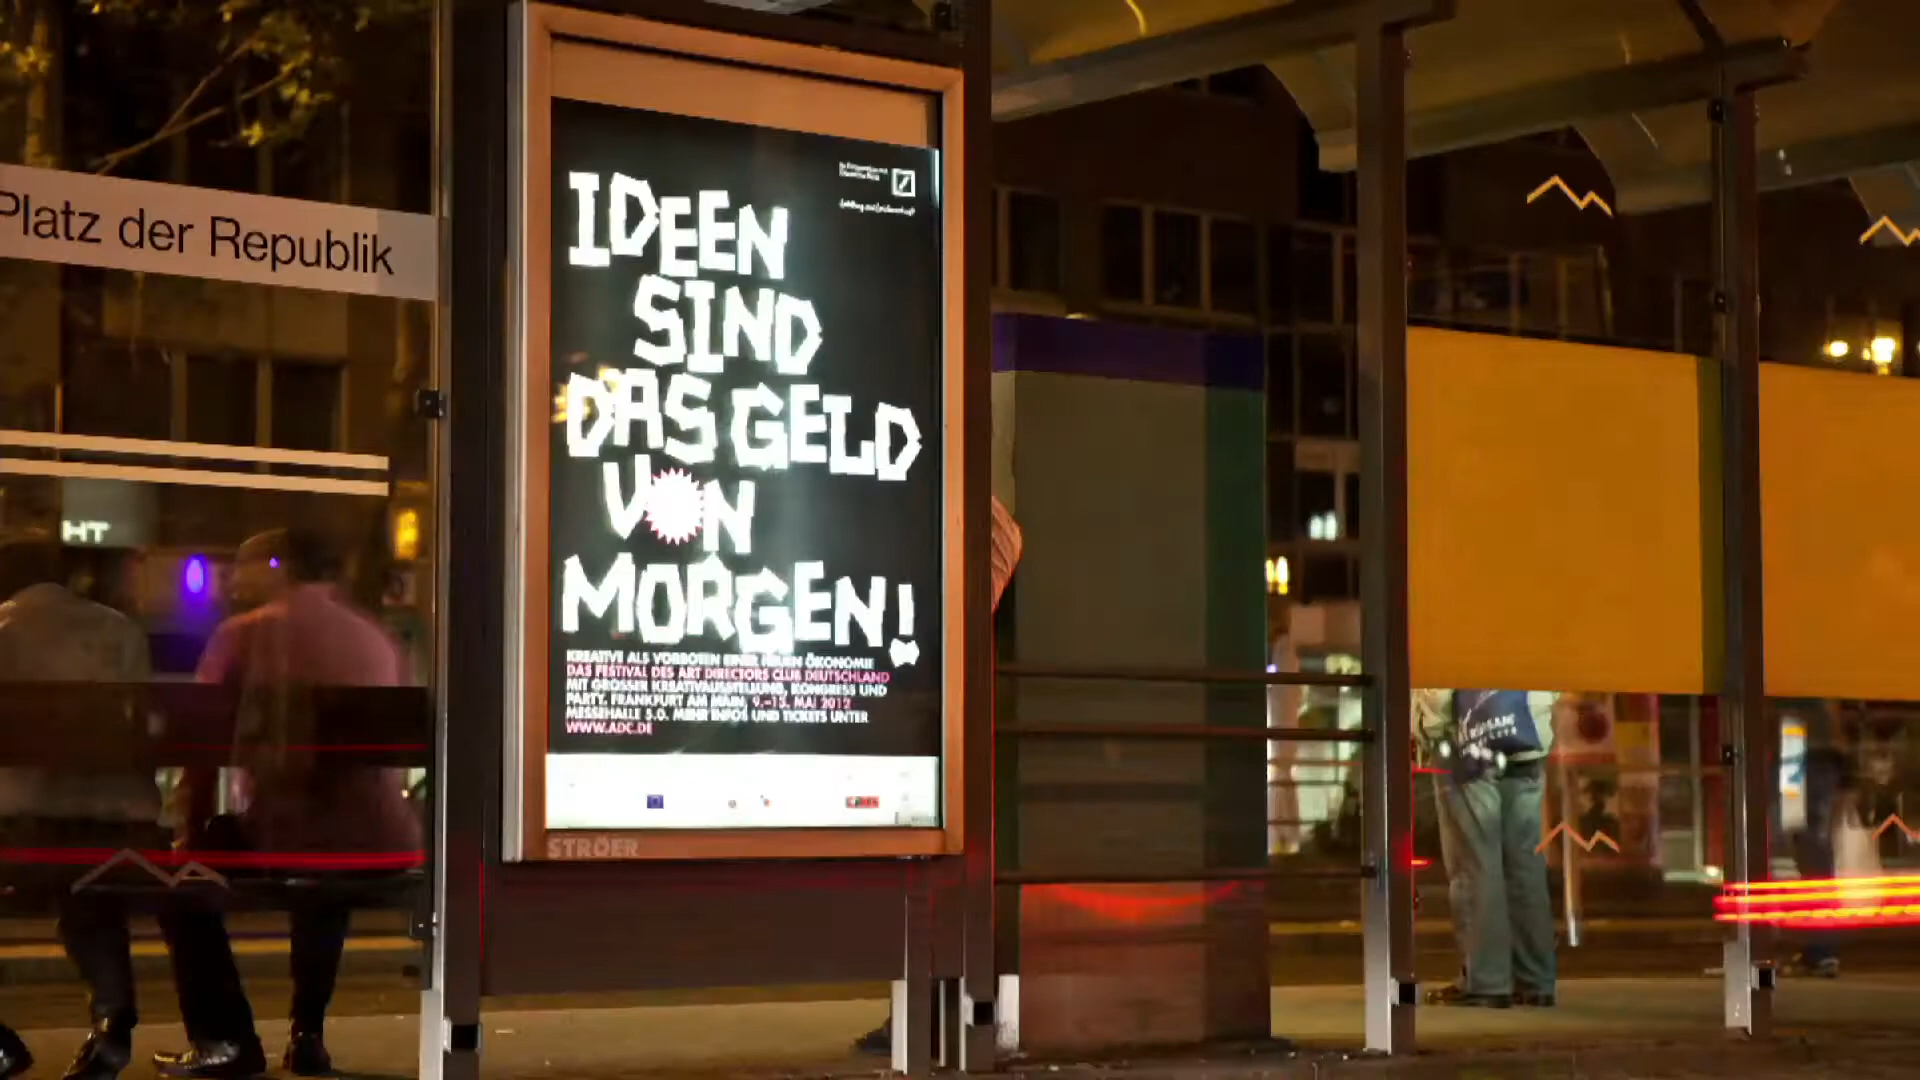 Platz der Republik
HT
IDEEN
SIND
DAS GELD
VON
MORGEN!
KREATIVE ALS VORBOTEN EINER NEUEN ÖKONOMIE
DAS FESTIVAL DES ART DIRECTORS CLUB DEUTSCHLAND
MIT GROSSER KREATIVAUSSTELLUNG, KONGRESS UND
PARTY. FRANKFURT AM MAIN, 9.–13. MAI 2012
MESSEHALLE 5.0. MEHR INFOS UND TICKETS UNTER
WWW.ADC.DE
STRÖER